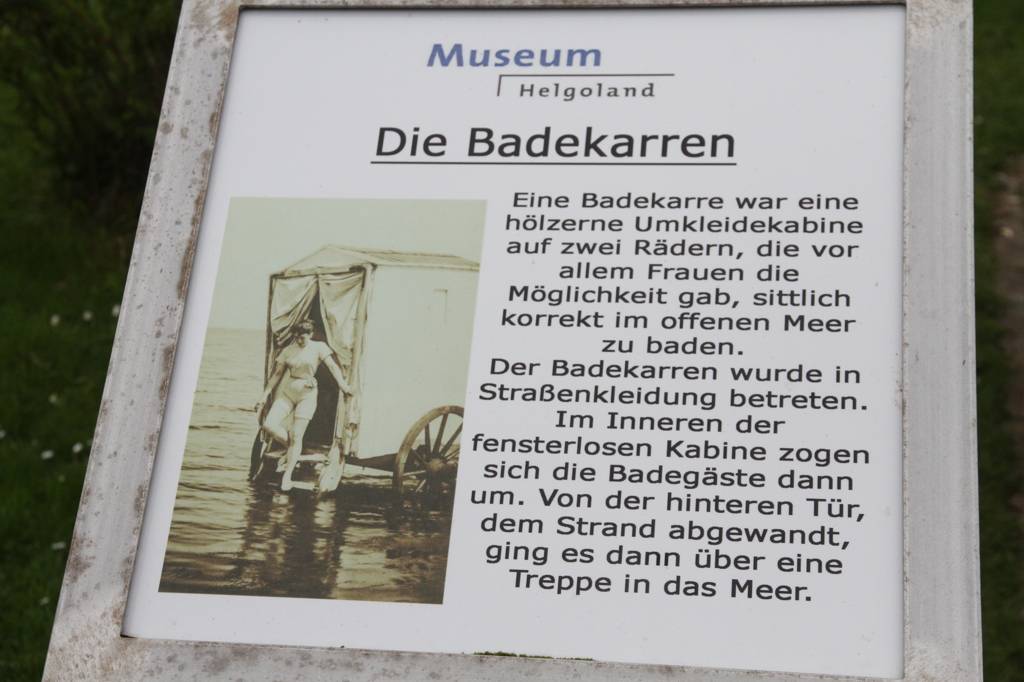 Museum
Helgoland
Die Badekarren
Eine Badekarre war eine
hölzerne Umkleidekabine
auf zwei Rädern, die vor
allem Frauen die
Möglichkeit gab, sittlich
korrekt im offenen Meer
zu baden.
Der Badekarren wurde in
Straßenkleidung betreten.
Im Inneren der
fensterlosen Kabine zogen
sich die Badegäste dann
um. Von der hinteren Tür,
dem Strand abgewandt,
ging es dann über eine
Treppe in das Meer.